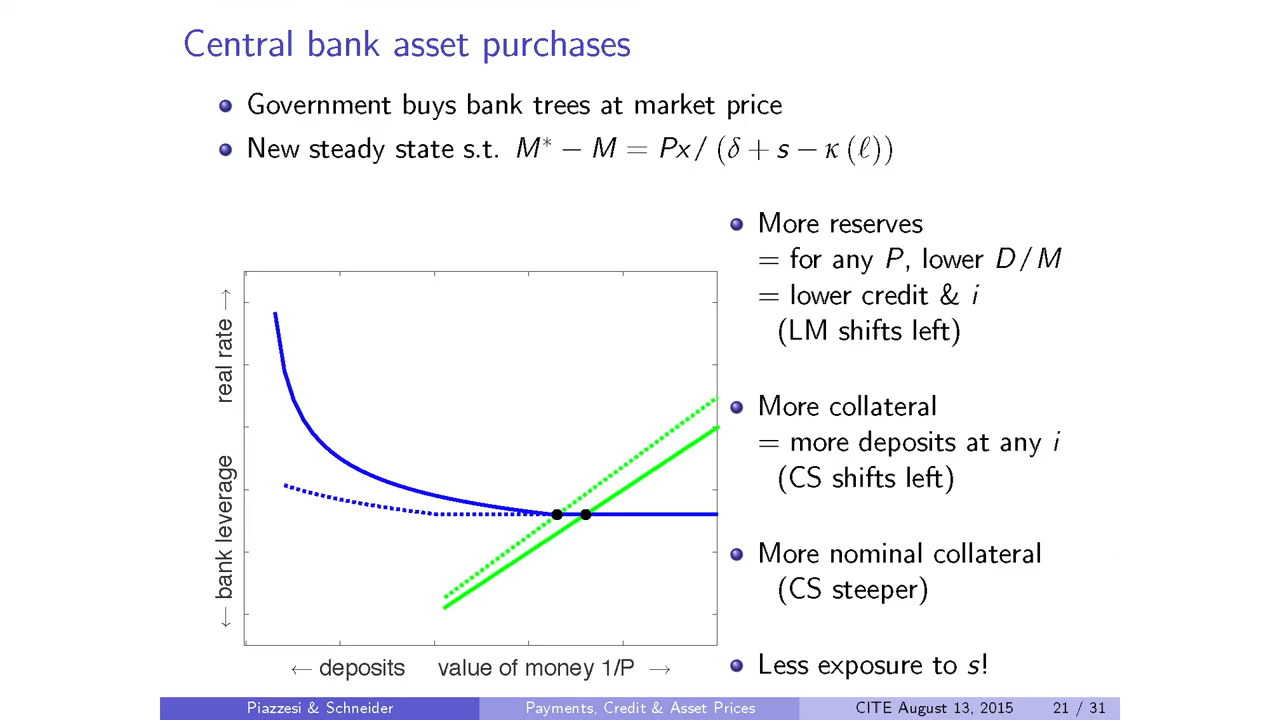 Central bank asset purchases
Government buys bank trees at market price
New steady state s.t. M* − M = Px/ (δ + s − κ (ℓ))
More reserves
= for any P, lower D/M
= lower credit & i
(LM shifts left)
More collateral
= more deposits at any i
(CS shifts left)
More nominal collateral
(CS steeper)
Less exposure to s!
← bank leverage real rate →
← deposits value of money 1/P →
Piazzesi & Schneider Payments, Credit & Asset Prices CITE August 13, 2015 21 / 31